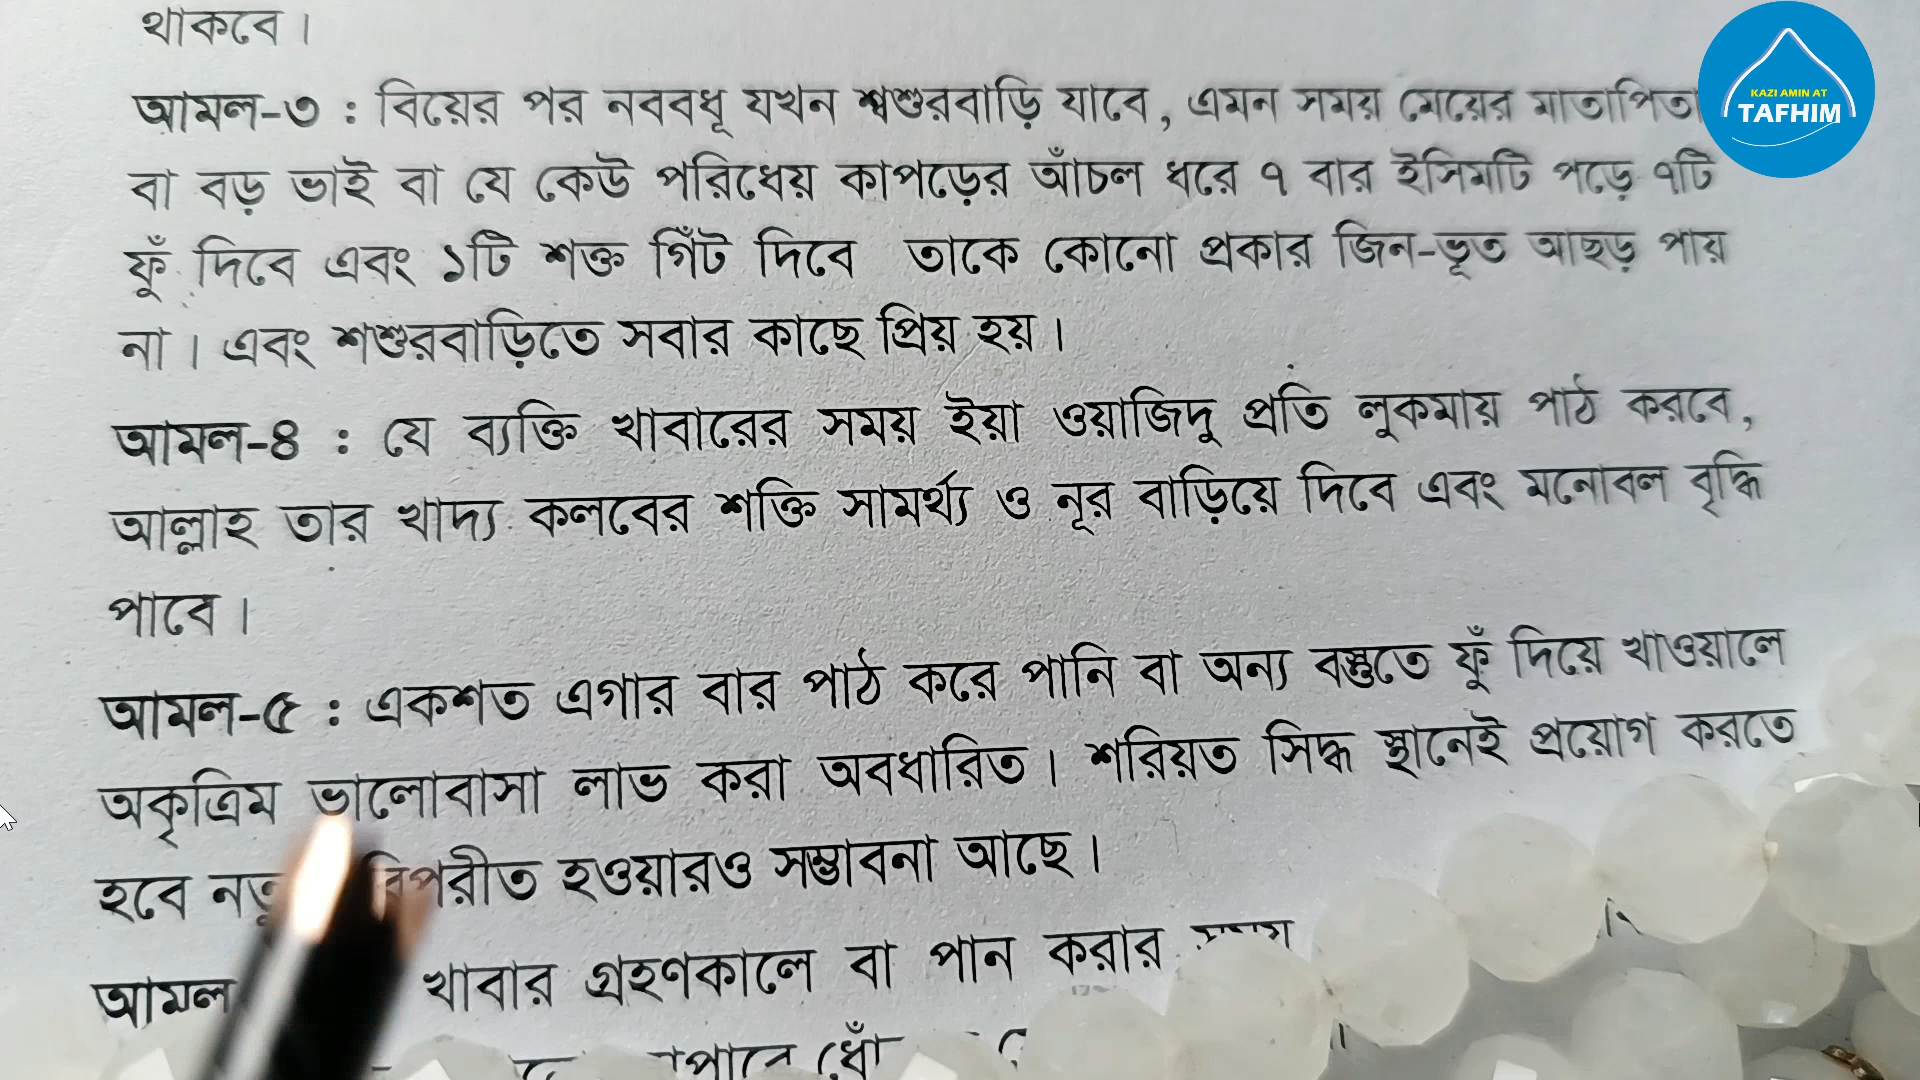 থাকবে।
KAZI AMIN AT
TAFHIM
আমল-৩ : বিয়ের পর নববধূ যখন শ্বশুরবাড়ি যাবে, এমন সময় মেয়ের মাতাপিতা
বা বড় ভাই বা যে কেউ পরিধেয় কাপড়ের আঁচল ধরে ৭ বার ইসিমটি পড়ে ৭টি
ফুঁ দিবে এবং ১টি শক্ত গিঁট দিবে তাকে কোনো প্রকার জিন-ভূত আছড় পায়
না। এবং শশুরবাড়িতে সবার কাছে প্রিয় হয়।
আমল-৪ : যে ব্যক্তি খাবারের সময় ইয়া ওয়াজিদু প্রতি লুকমায় পাঠ করবে,
আল্লাহ তার খাদ্য কলবের শক্তি সামর্থ্য ও নূর বাড়িয়ে দিবে এবং মনোবল বৃদ্ধি
পাবে।
আমল-৫ : একশত এগার বার পাঠ করে পানি বা অন্য বস্তুতে ফুঁ দিয়ে খাওয়ালে
অকৃত্রিম ভালোবাসা লাভ করা অবধারিত। শরিয়ত সিদ্ধ স্থানেই প্রয়োগ করতে
হবে বিপরীত হওয়ারও সম্ভাবনা আছে।
আমল খাবার গ্রহণকালে বা পান করার